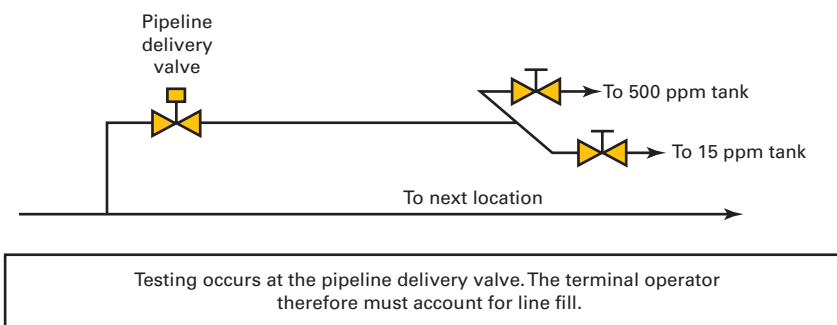 Pipeline
delivery
valve
To 500 ppm tank
To 15 ppm tank
To next location
Testing occurs at the pipeline delivery valve. The terminal operator
therefore must account for line fill.